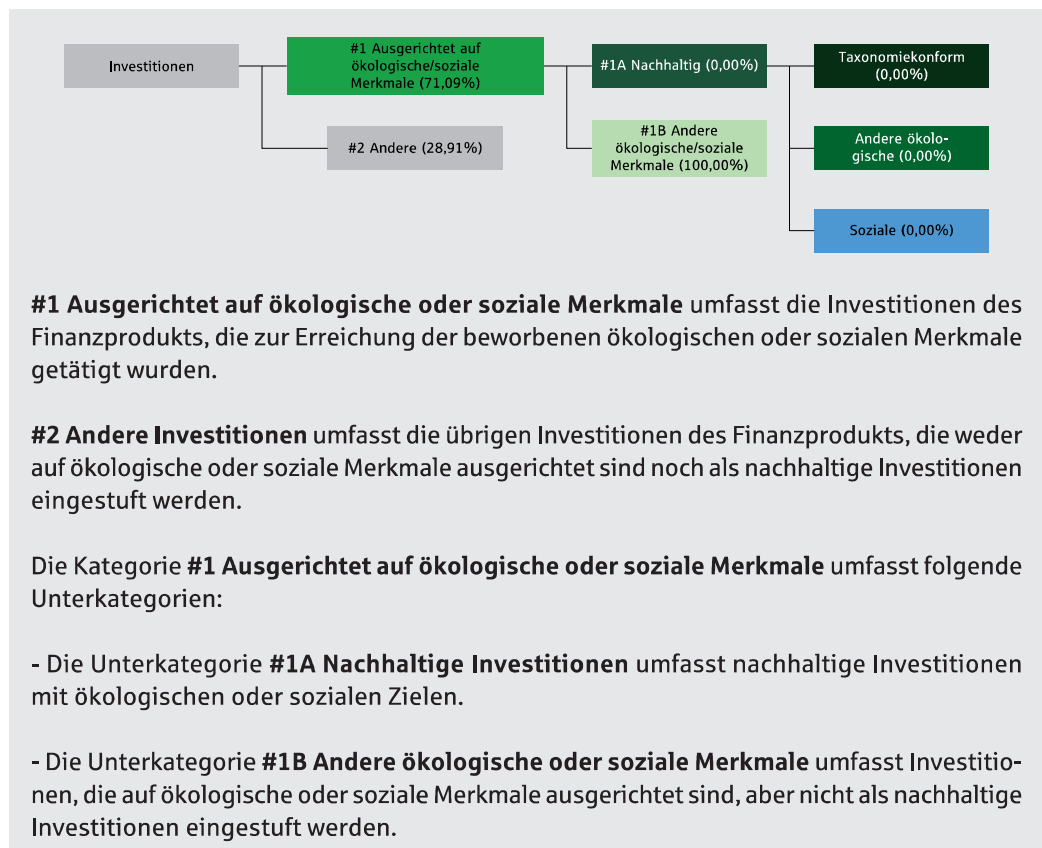 Investitionen
#1 Ausgerichtet auf
ökologische/soziale
Merkmale (71,09%)
#2 Andere (28,91%)
#1A Nachhaltig (0,00%)
#1B Andere
ökologische/soziale
Merkmale (100,00%)
Taxonomiekonform
(0,00%)
Andere ökolo-
gische (0,00%)
Soziale (0,00%)
#1 Ausgerichtet auf ökologische oder soziale Merkmale umfasst die Investitionen des
Finanzprodukts, die zur Erreichung der beworbenen ökologischen oder sozialen Merkmale
getätigt wurden.
#2 Andere Investitionen umfasst die übrigen Investitionen des Finanzprodukts, die weder
auf ökologische oder soziale Merkmale ausgerichtet sind noch als nachhaltige Investitionen
eingestuft werden.
Die Kategorie #1 Ausgerichtet auf ökologische oder soziale Merkmale umfasst folgende
Unterkategorien:
- Die Unterkategorie #1A Nachhaltige Investitionen umfasst nachhaltige Investitionen
mit ökologischen oder sozialen Zielen.
- Die Unterkategorie #1B Andere ökologische oder soziale Merkmale umfasst Investitio-
nen, die auf ökologische oder soziale Merkmale ausgerichtet sind, aber nicht als nachhaltige
Investitionen eingestuft werden.